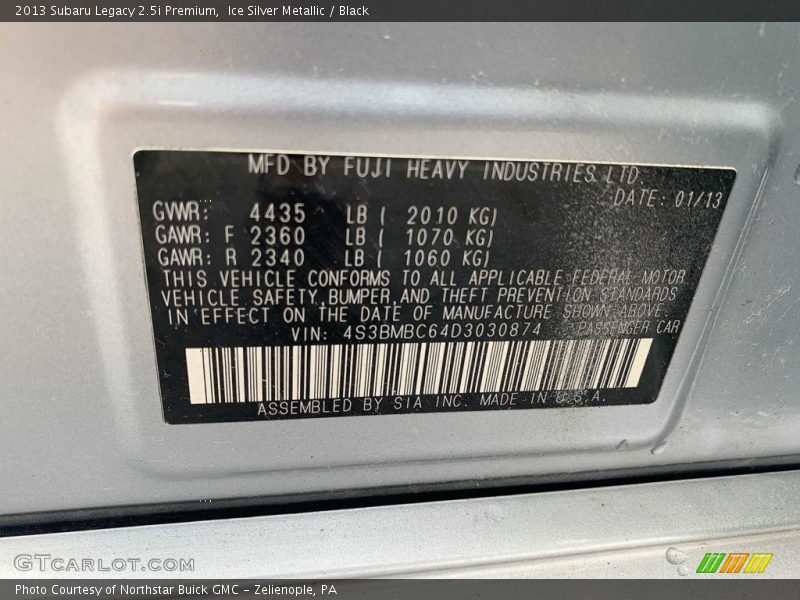 2013 Subaru Legacy 2.5i Premium, Ice Silver Metallic / Black
MFD BY FUJI HEAVY INDUSTRIES LTD.
DATE: 01/13
GVWR: 4435 LB ( 2010 KG)
GAWR: F 2360 LB ( 1070 KG)
GAWR: R 2340 LB ( 1060 KG)
THIS VEHICLE CONFORMS TO ALL APPLICABLE FEDERAL MOTOR
VEHICLE SAFETY,BUMPER,AND THEFT PREVENTION STANDARDS
IN EFFECT ON THE DATE OF MANUFACTURE SHOWN ABOVE.
VIN: 4S3BMBC64D3030874 PASSENGER CAR
ASSEMBLED BY SIA INC. MADE IN U.S.A.
GTCARLOT.COM
Photo Courtesy of Northstar Buick GMC - Zelienople, PA